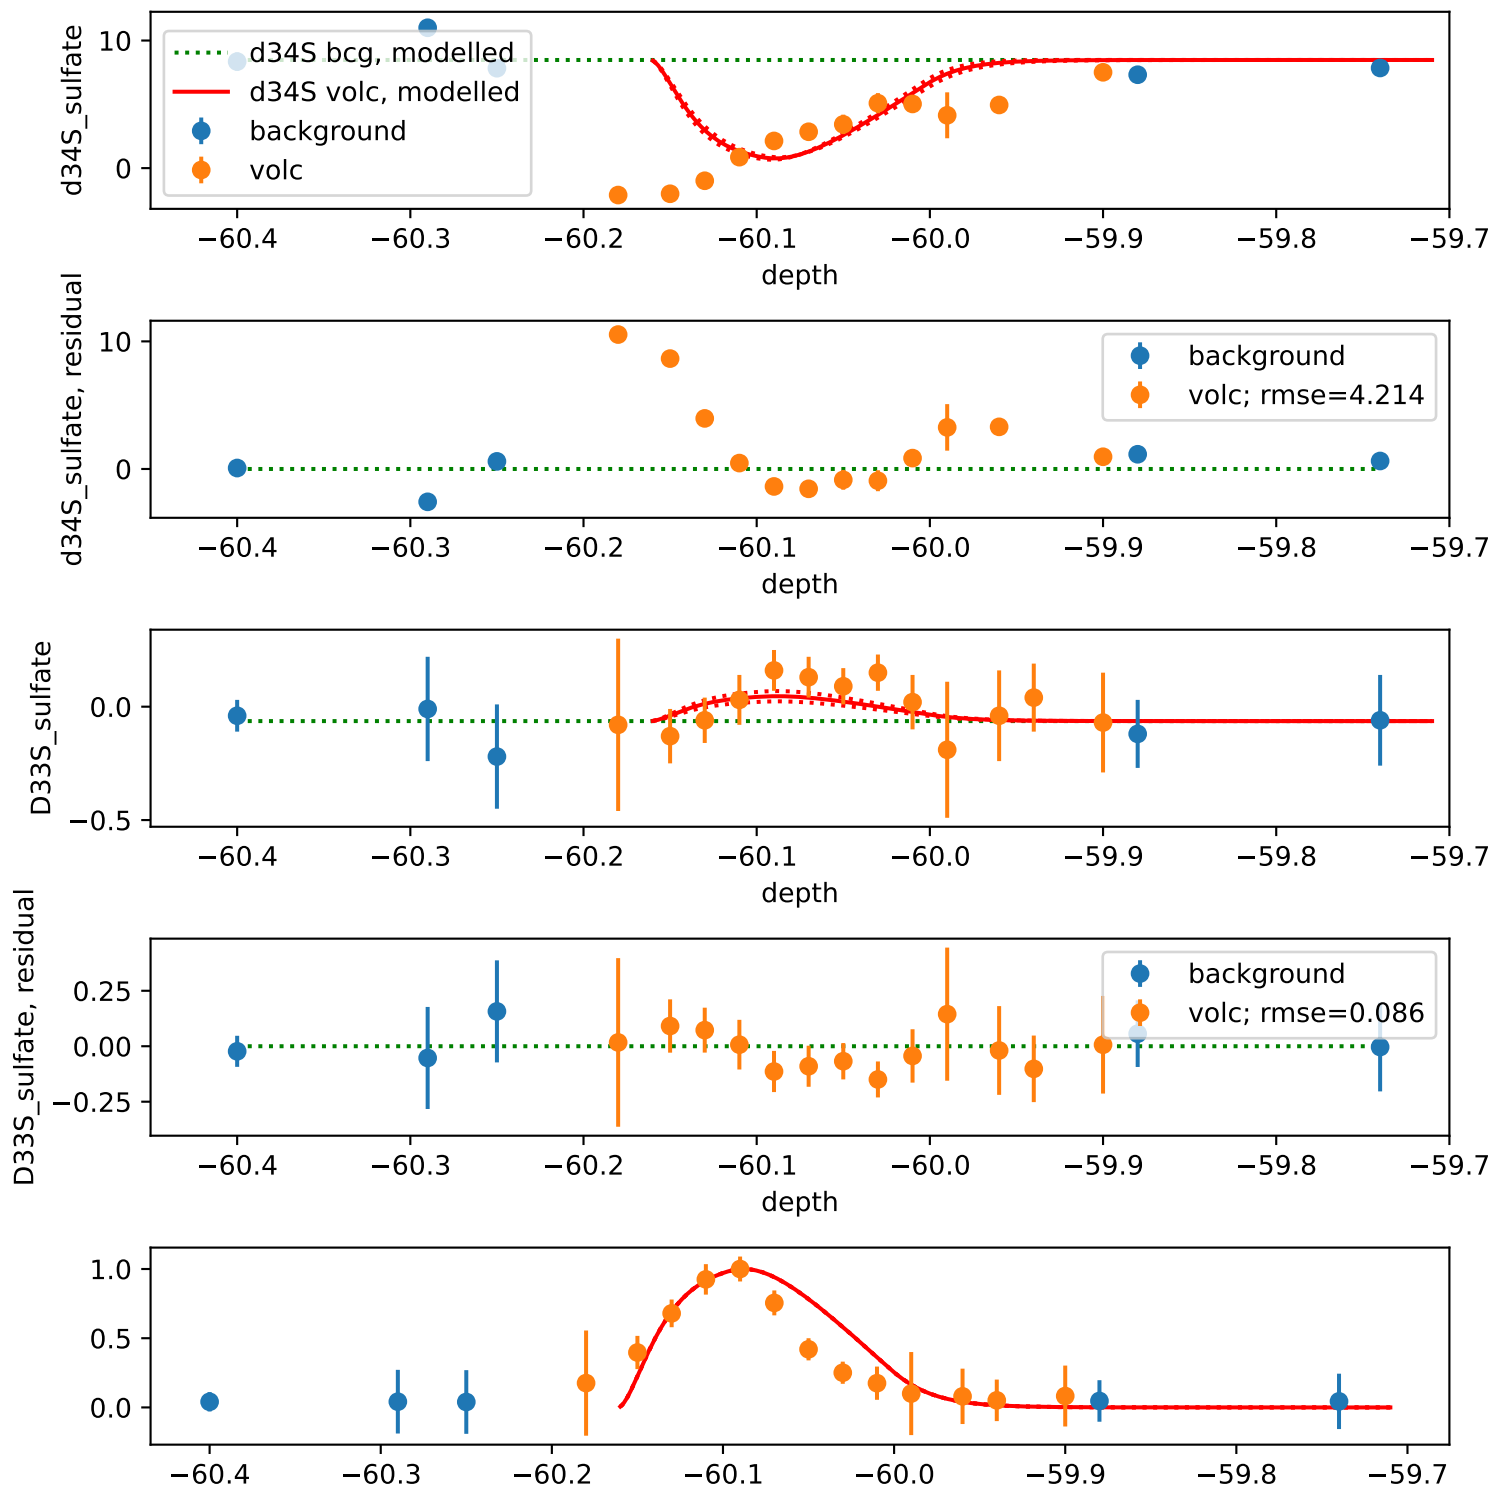 d34S_sulfate
10
0
d34S bcg, modelled
d34S volc, modelled
background
volc
−60.4 −60.3 −60.2 −60.1 −60.0 −59.9 −59.8 −59.7
depth
d34S_sulfate, residual
10
0
background
volc; rmse=4.214
−60.4 −60.3 −60.2 −60.1 −60.0 −59.9 −59.8 −59.7
depth
D33S_sulfate
0.0
−0.5
−60.4 −60.3 −60.2 −60.1 −60.0 −59.9 −59.8 −59.7
depth
D33S_sulfate, residual
0.25
0.00
−0.25
background
volc; rmse=0.086
−60.4 −60.3 −60.2 −60.1 −60.0 −59.9 −59.8 −59.7
depth
1.0
0.5
0.0
−60.4 −60.3 −60.2 −60.1 −60.0 −59.9 −59.8 −59.7